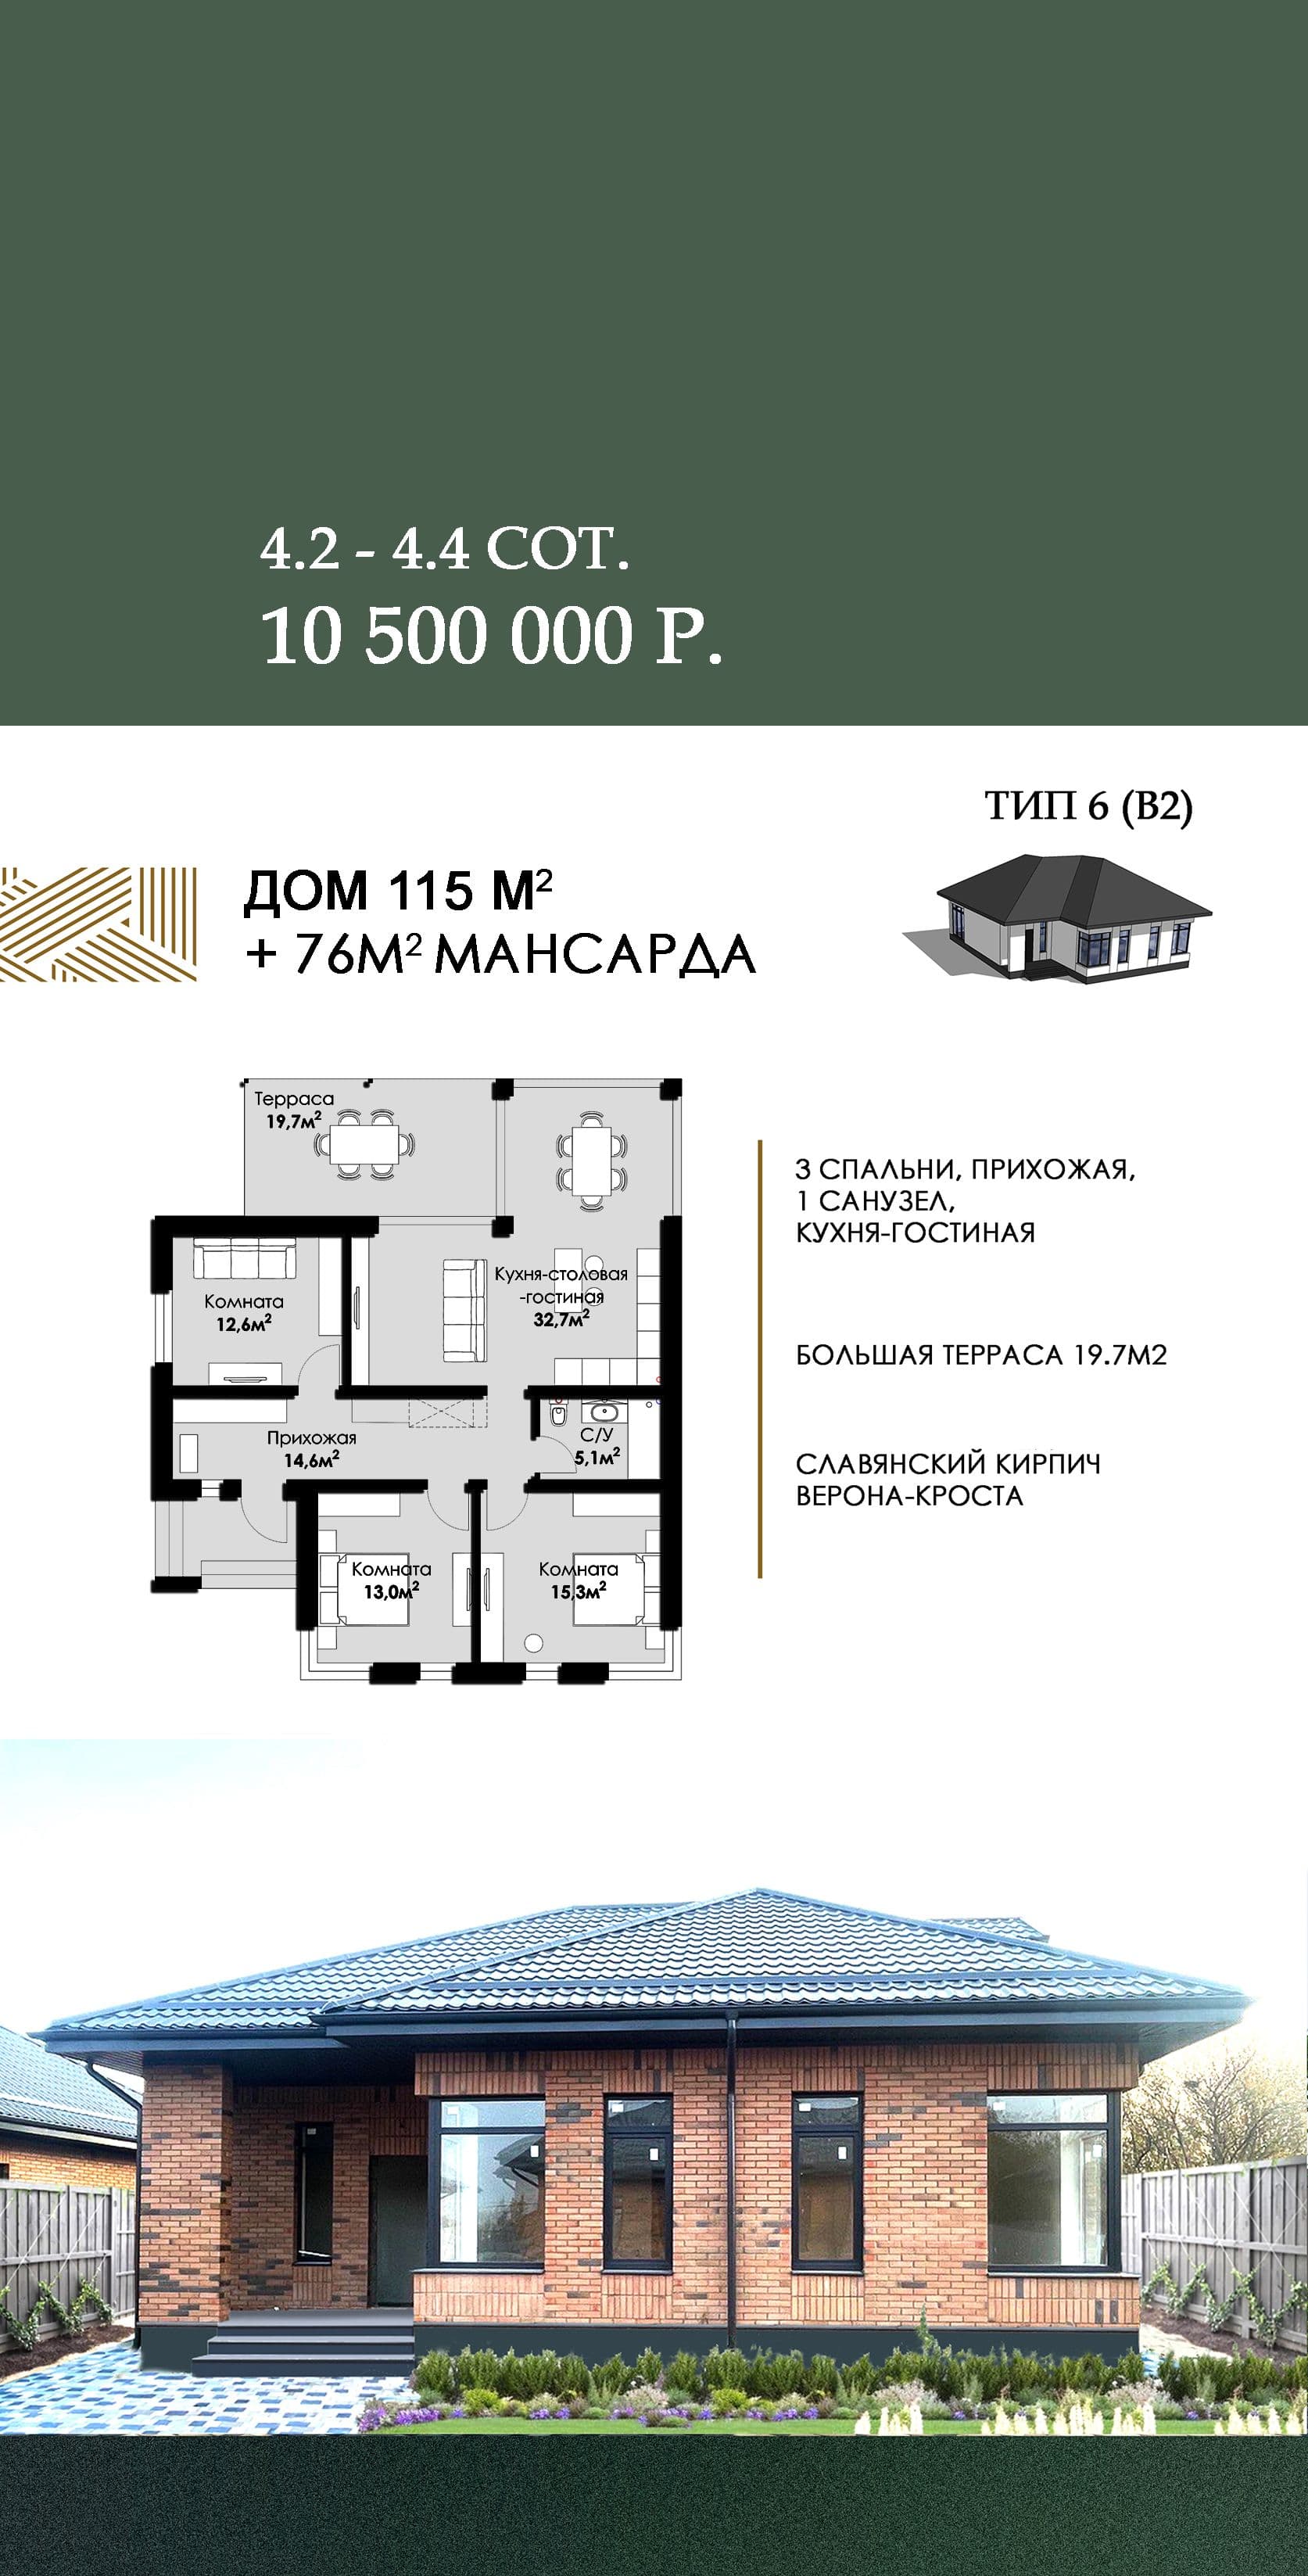 4.2 - 4.4 СОТ.
10 500 000 Р.
ТИП 6 (В2)
ДОМ 115 М²
+ 76М² МАНСАРДА
Терраса
19,7м²
3 СПАЛЬНИ, ПРИХОЖАЯ,
1 САНУЗЕЛ,
КУХНЯ-ГОСТИНАЯ
Кухня-столовая
-гостиная
32,7м²
Комната
12,6м²
БОЛЬШАЯ ТЕРРАСА 19.7М2
Прихожая
14,6м²
С/У
5,1м²
СЛАВЯНСКИЙ КИРПИЧ
ВЕРОНА-КРОСТА
Комната
13,0м²
Комната
15,3м²